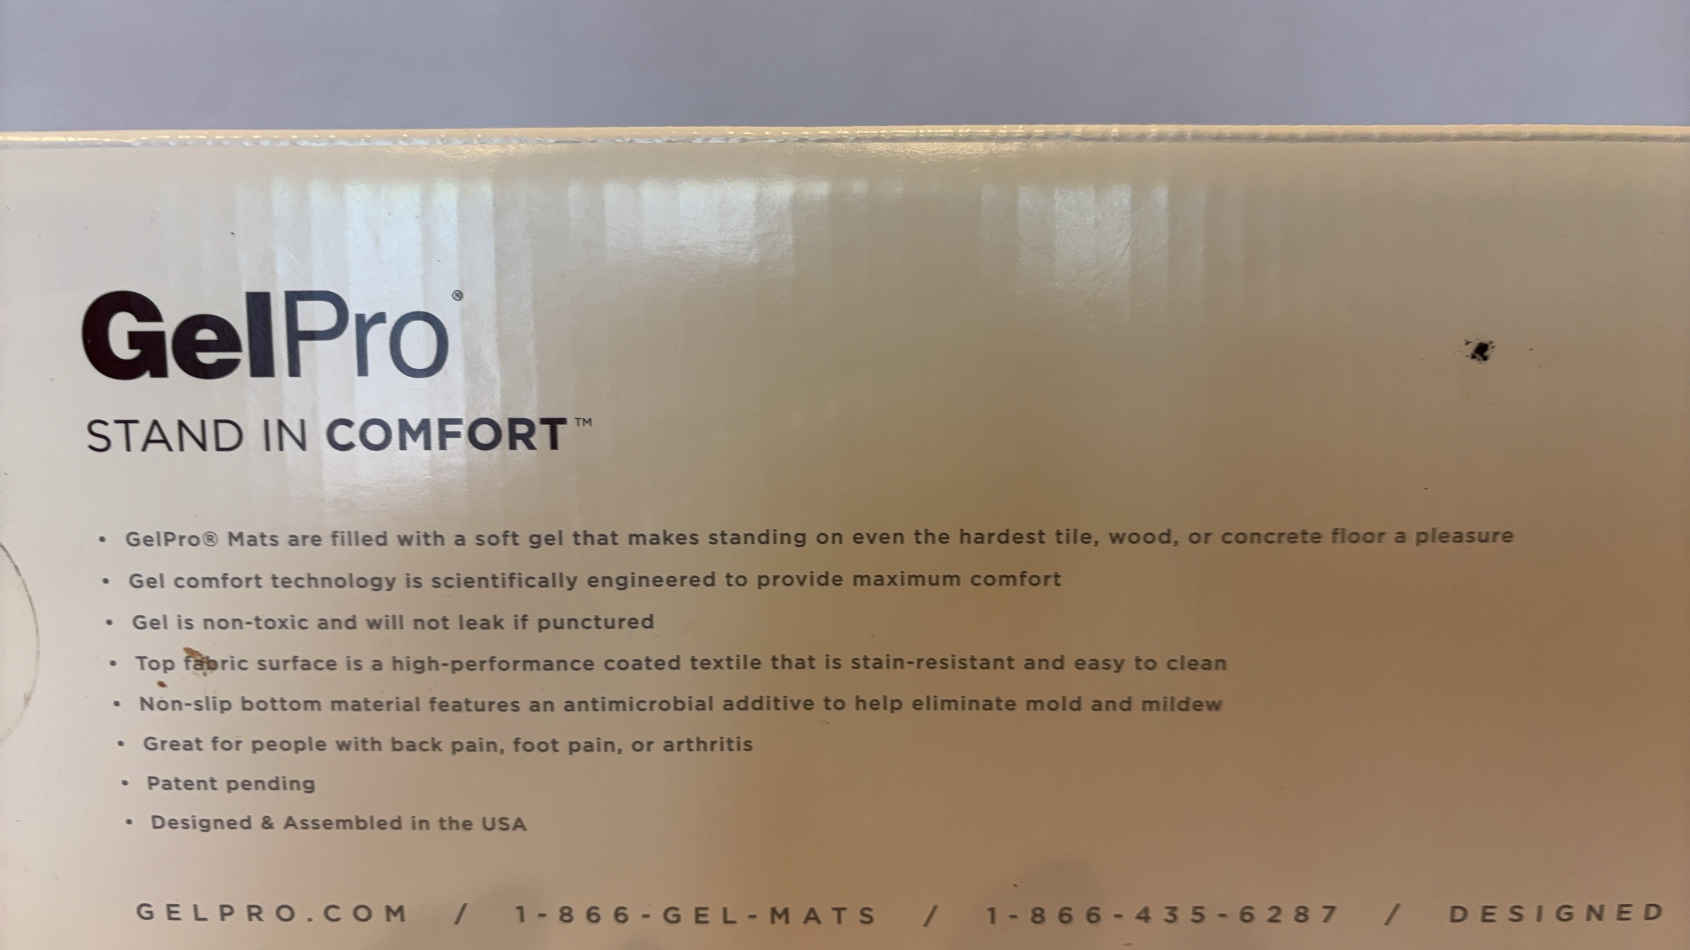 GelPro®
STAND IN COMFORT™
• GelPro® Mats are filled with a soft gel that makes standing on even the hardest tile, wood, or concrete floor a pleasure
• Gel comfort technology is scientifically engineered to provide maximum comfort
• Gel is non-toxic and will not leak if punctured
• Top fabric surface is a high-performance coated textile that is stain-resistant and easy to clean
• Non-slip bottom material features an antimicrobial additive to help eliminate mold and mildew
• Great for people with back pain, foot pain, or arthritis
• Patent pending
• Designed & Assembled in the USA
GELPRO.COM / 1-866-GEL-MATS / 1-866-435-6287 / DESIGNED